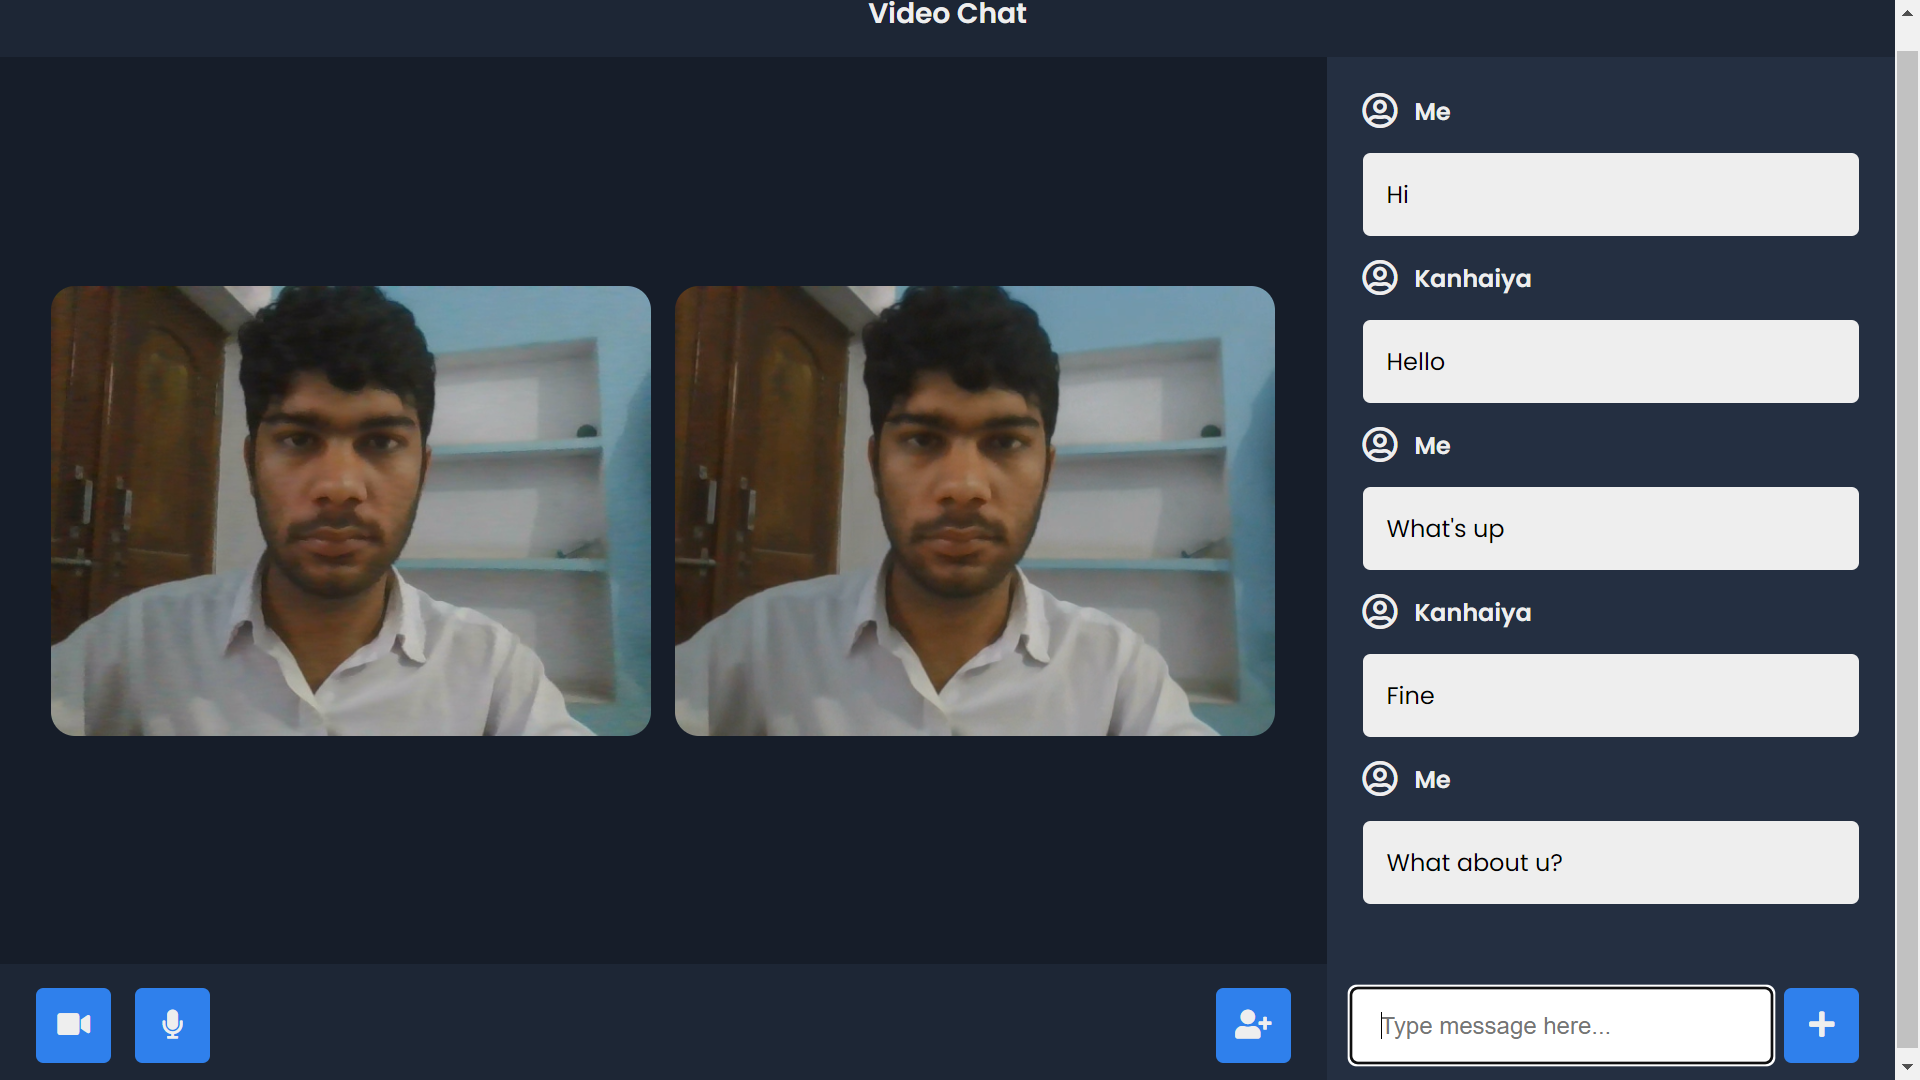 Video Chat
Me
Hi
Kanhaiya
Hello
Me
What's up
Kanhaiya
Fine
Me
What about u?
Type message here...